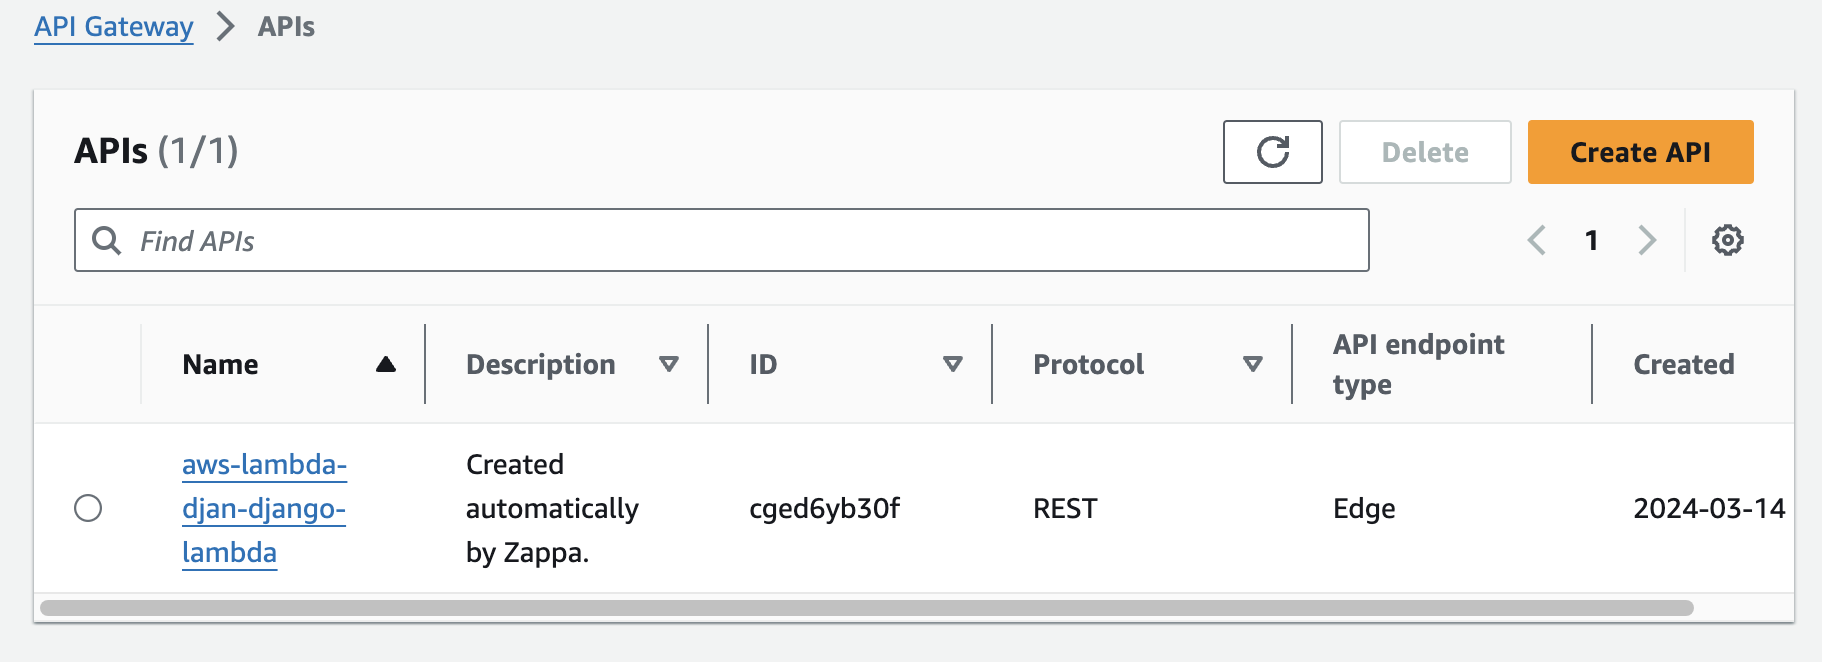 API Gateway > APIs
APIs (1/1)
Delete
Create API
Find APIs
1
Name
Description
ID
Protocol
API endpoint
type
Created
aws-lambda-
djan-django-
lambda
Created
automatically
by Zappa.
cged6yb30f
REST
Edge
2024-03-14